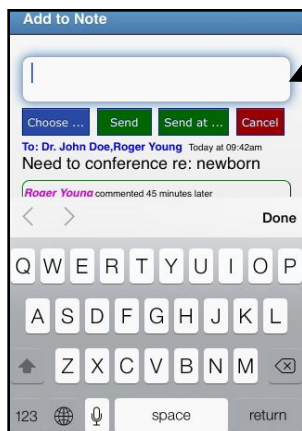 Add to Note
Choose ... Send Send at ... Cancel
To: Dr. John Doe,Roger Young Today at 09:42am
Need to conference re: newborn
Roger Young commented 45 minutes later
Done
Q W E R T Y U I O P
A S D F G H J K L
Z X C V B N M
123 space return